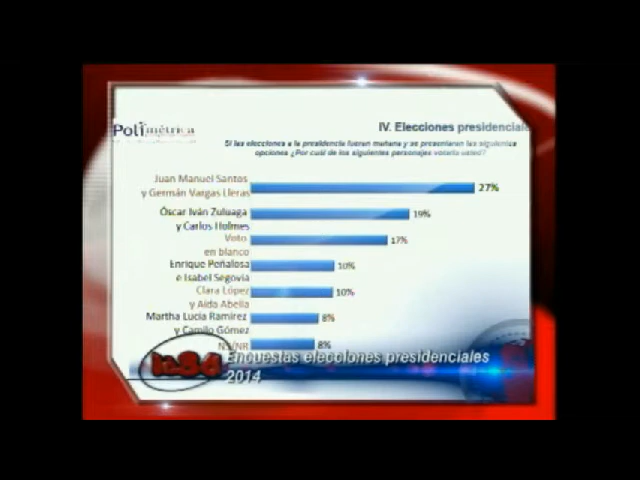 Polimétrica
IV. Elecciones presidenciale
Si las elecciones a la presidencia fueran mañana y se presentaran las siguientes
opciones ¿Por cuál de los siguientes personajes votaría usted?
Juan Manuel Santos
y Germán Vargas Lleras
27%
Óscar Iván Zuluaga
y Carlos Holmes
19%
Voto
en blanco
17%
Enrique Peñalosa
e Isabel Segovia
10%
Clara López
y Aída Abella
10%
Martha Lucía Ramírez
y Camilo Gómez
8%
NS/NR
8%
Encuestas elecciones presidenciales
2014